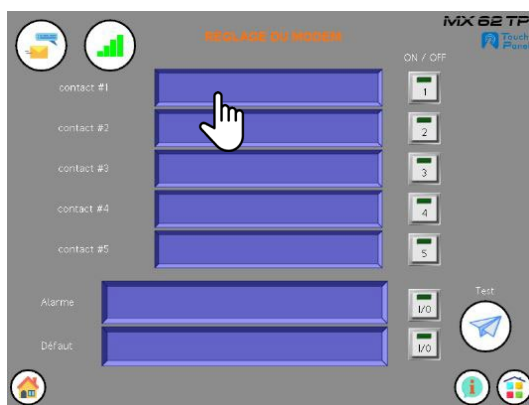 MX 62 TP
REGLAGE DU MODEM
Touch
Panel
ON / OFF
contact #1
1
contact #2
2
contact #3
3
contact #4
4
contact #5
5
Test
Alarme
I/O
Défaut
I/O